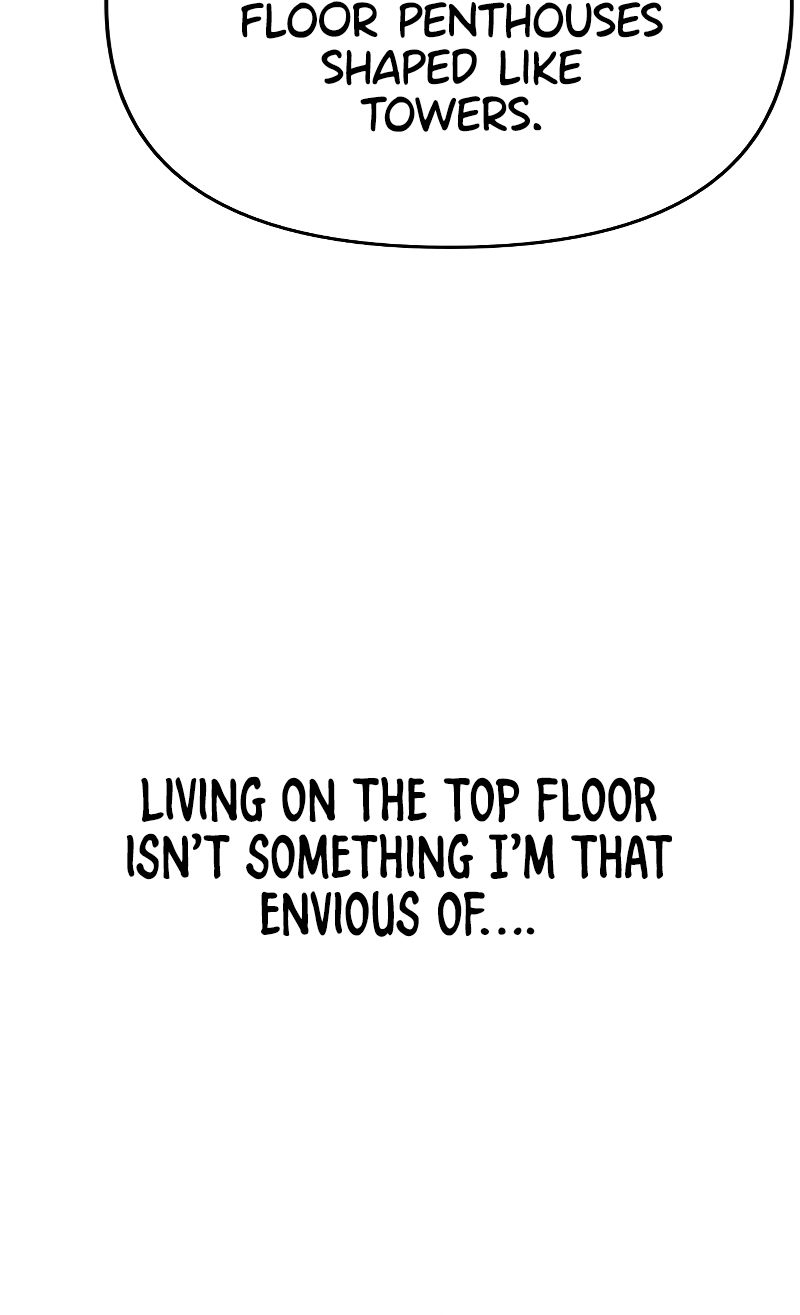 FLOOR PENTHOUSES
SHAPED LIKE
TOWERS.
LIVING ON THE TOP FLOOR
ISN'T SOMETHING I'M THAT
ENVIOUS OF....